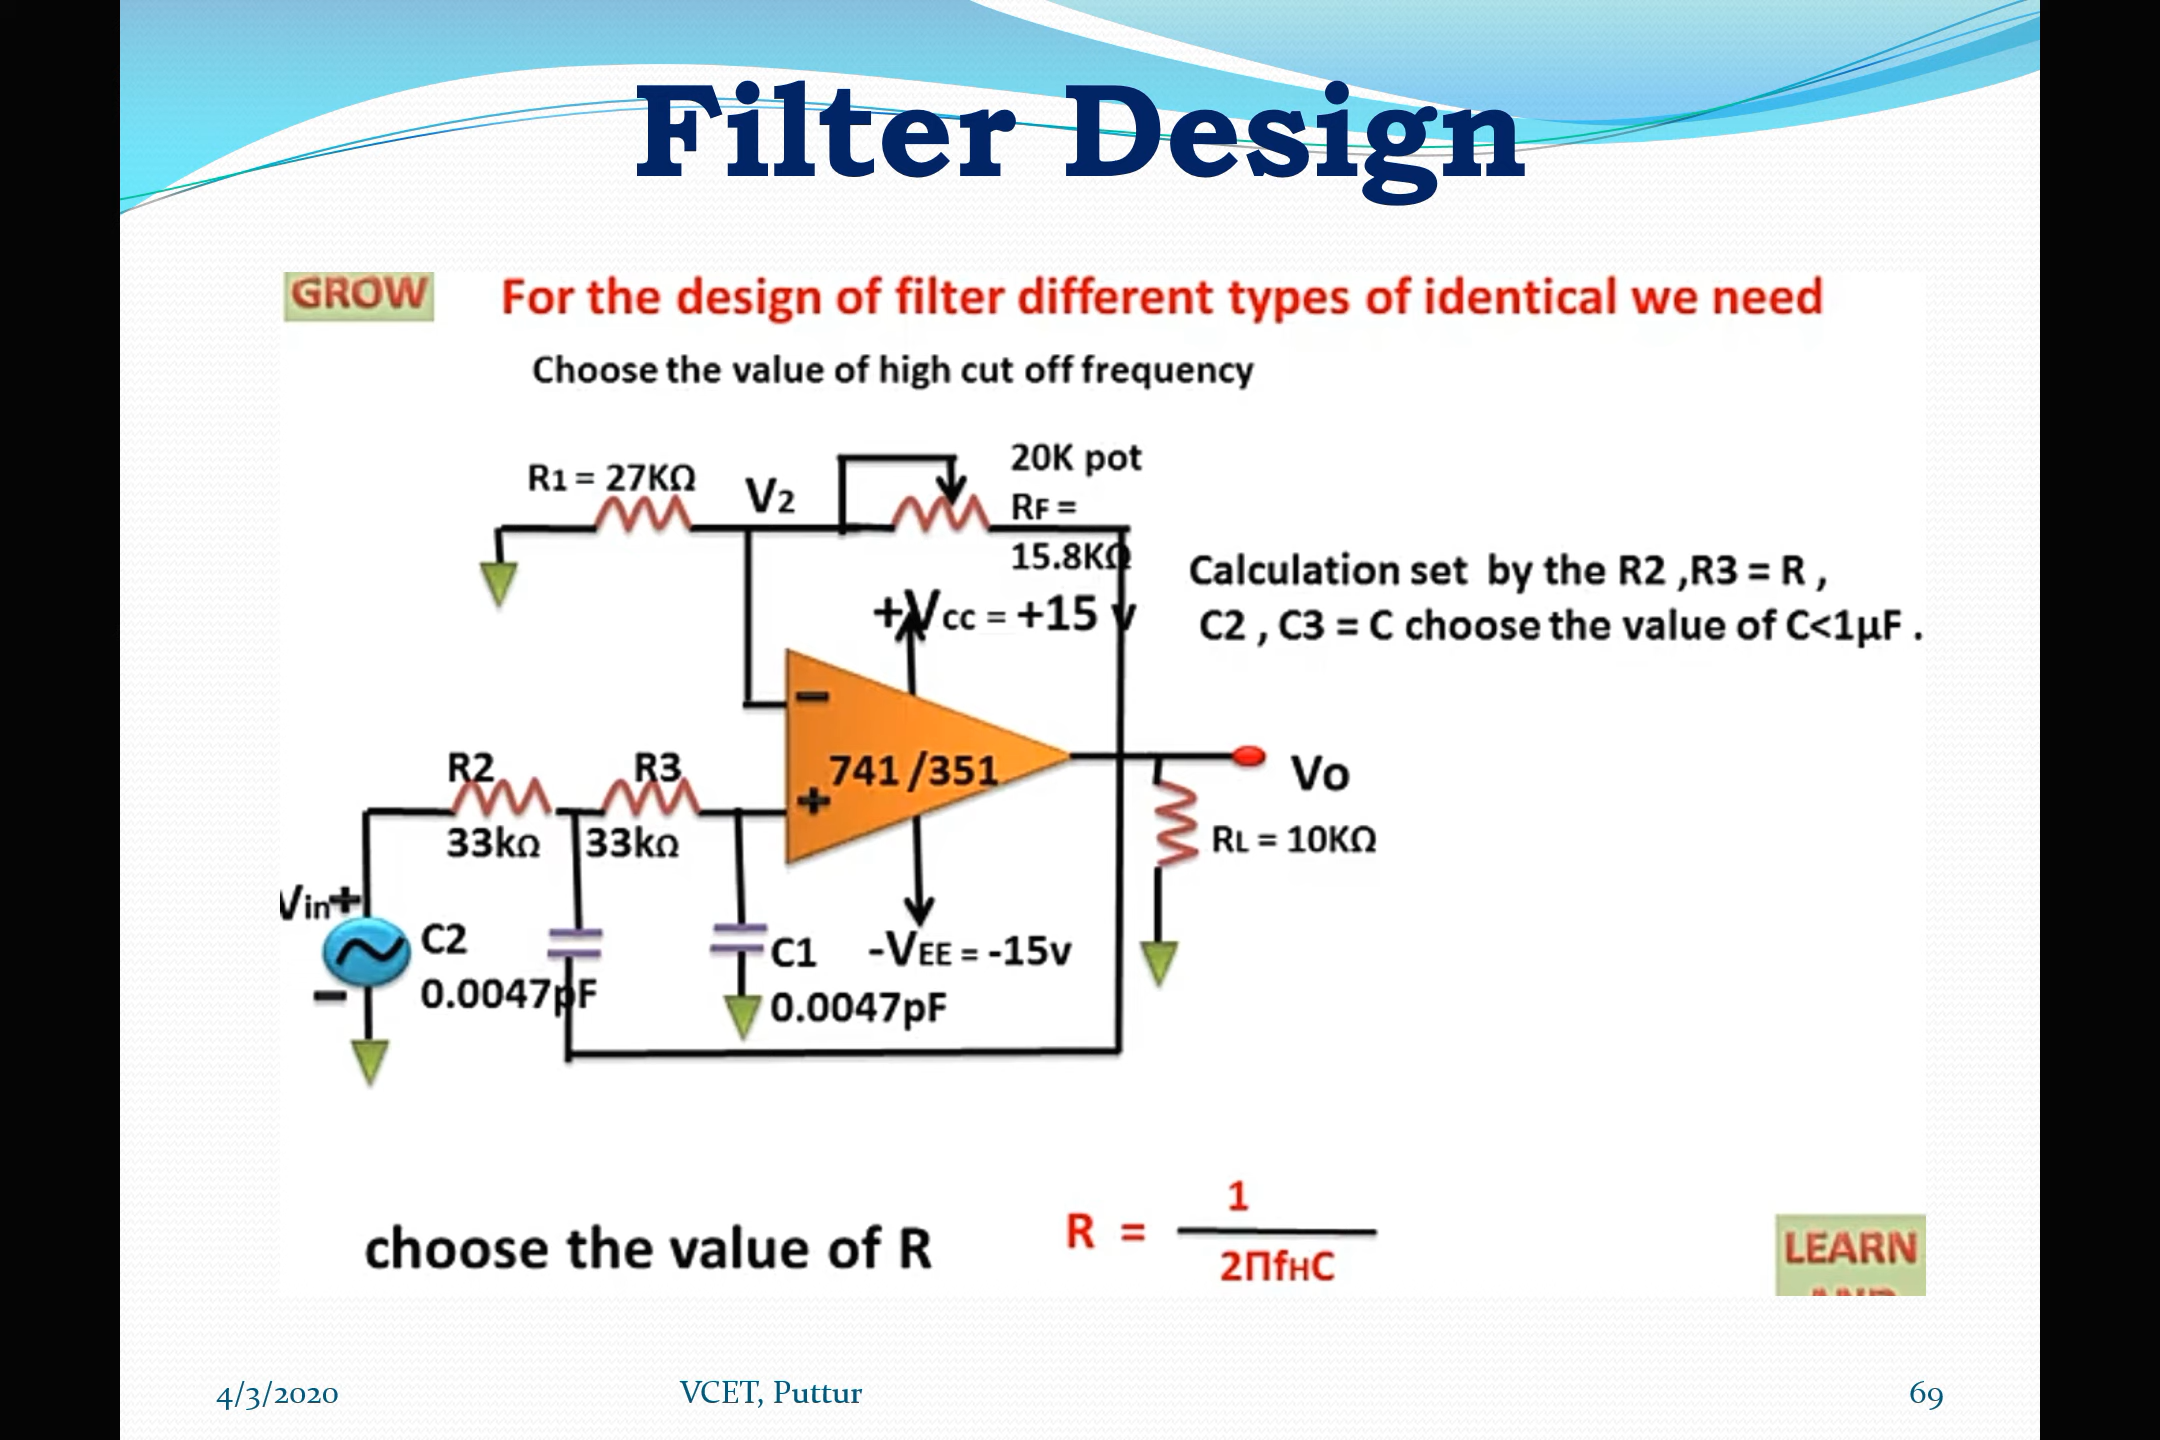 Filter Design
GROW
For the design of filter different types of identical we need
Choose the value of high cut off frequency
20K pot
R1 = 27KΩ
V2
RF =
15.8KΩ
+Vcc = +15 v
Calculation set by the R2 ,R3 = R ,
C2 , C3 = C choose the value of C<1µF .
−
741 /351
+
R2
R3
33kΩ
33kΩ
Vo
RL = 10KΩ
Vin+
−
C2
0.0047pF
C1
0.0047pF
-VEE = -15v
choose the value of R
R = 1
2ΠfHC
LEARN
4/3/2020
VCET, Puttur
69